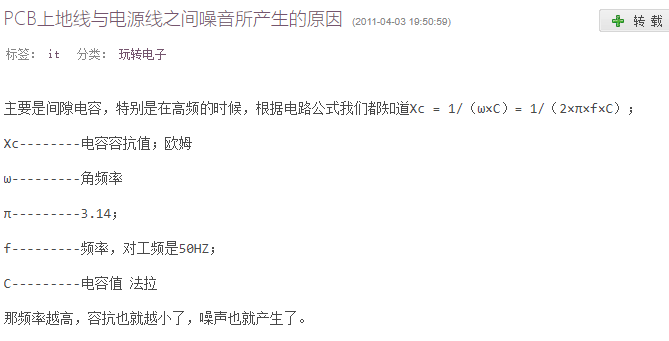 PCB上地线与电源线之间噪音所产生的原因 (2011-04-03 19:50:59) 转载
标签: it 分类: 玩转电子
主要是间隙电容，特别是在高频的时候，根据电路公式我们都知道Xc = 1/（ω×C）= 1/（2×π×f×C）；
Xc--------电容容抗值；欧姆
ω---------角频率
π---------3.14；
f---------频率，对工频是50HZ；
C---------电容值 法拉
那频率越高，容抗也就越小了，噪声也就产生了。